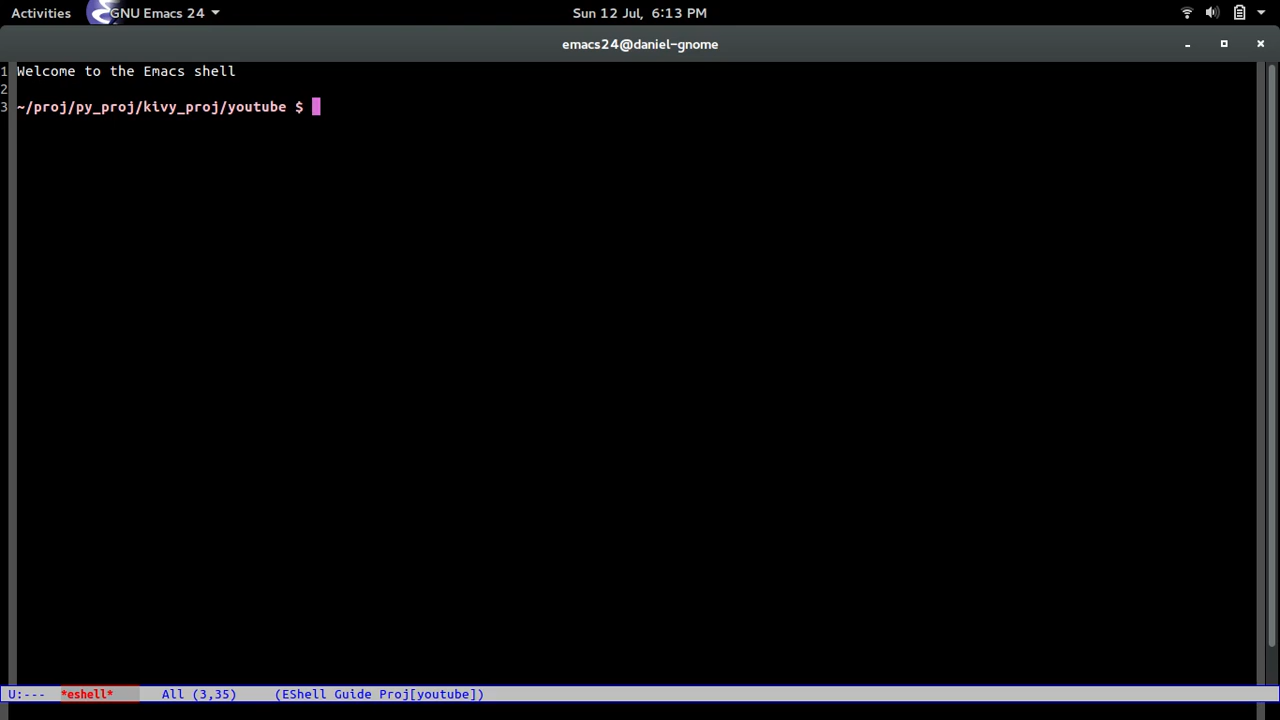 Activities GNU Emacs 24 Sun 12 Jul, 6:13 PM
emacs24@daniel-gnome
1 Welcome to the Emacs shell
2
3 ~/proj/py_proj/kivy_proj/youtube $
U:--- *eshell* All (3,35) (EShell Guide Proj[youtube])